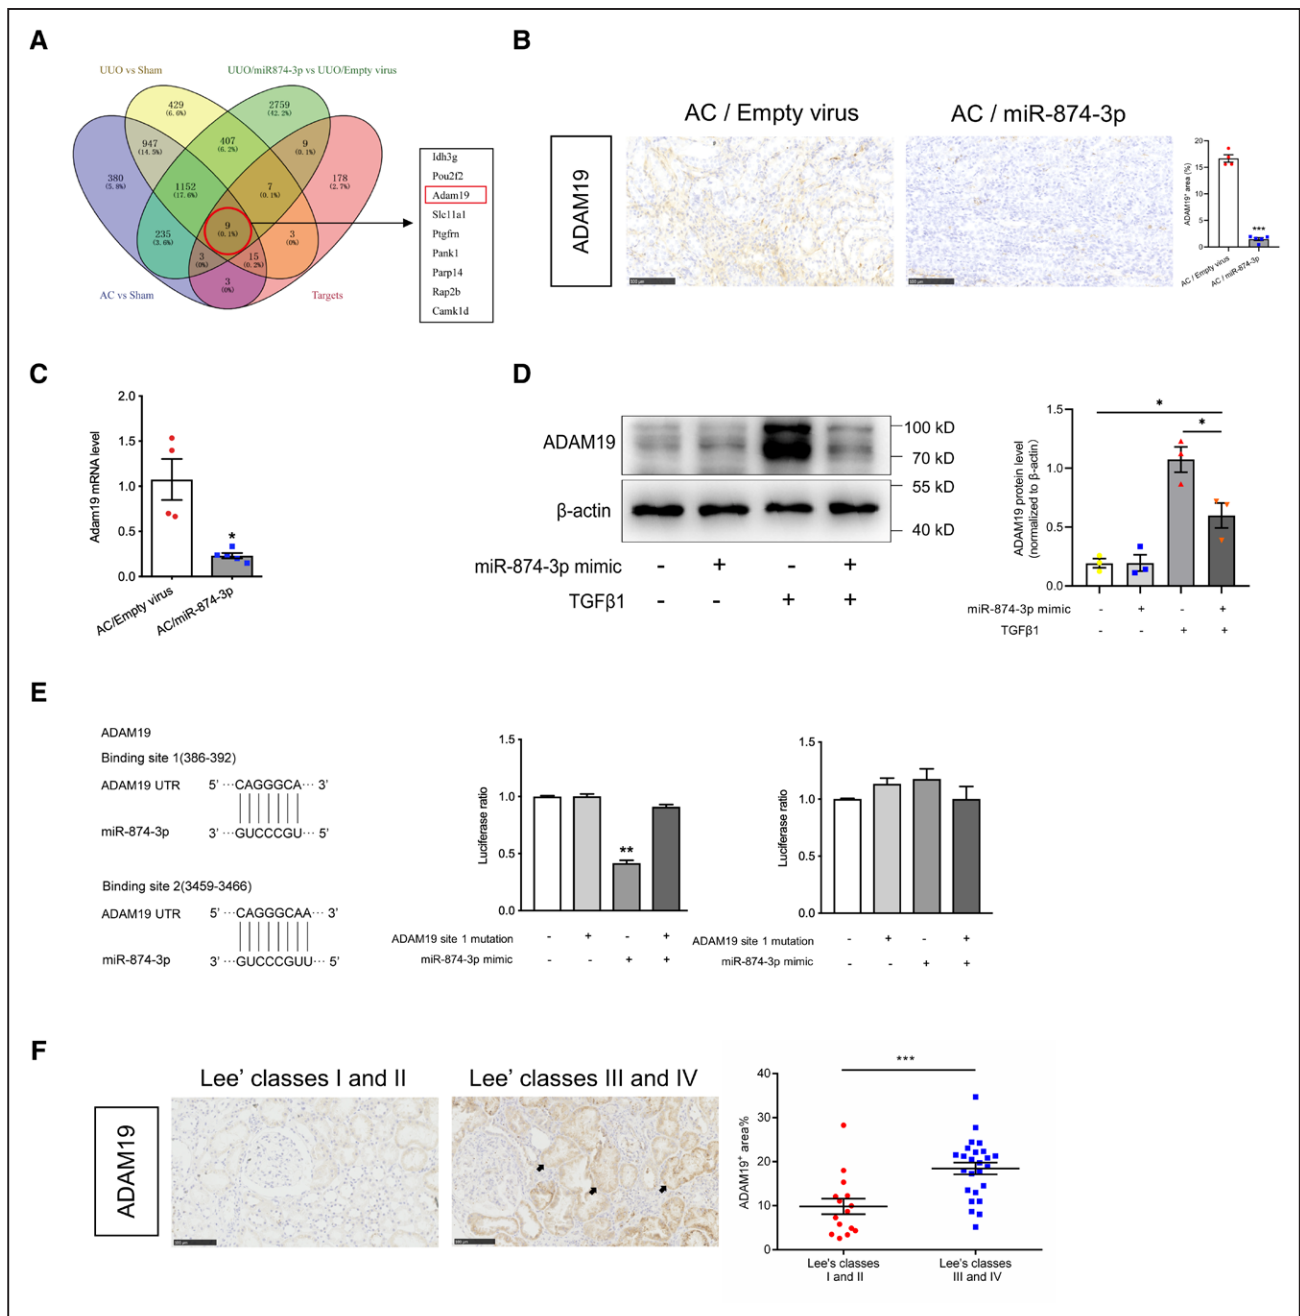 A
UUO vs Sham
UUO/miR874-3p vs UUO/Empty virus
429
(6.6%)
2759
(42.2%)
947
(14.5%)
407
(6.2%)
9
(0.1%)
380
(5.8%)
1152
(17.6%)
7
(0.1%)
178
(2.7%)
235
(3.6%)
9
(0.1%)
3
(0%)
3
(0%)
15
(0.2%)
3
(0%)
AC vs Sham
Targets
Idh3g
Pou2f2
Adam19
Slc11a1
Ptgfrn
Pank1
Parp14
Rap2b
Camk1d
B
ADAM19
AC / Empty virus
AC / miR-874-3p
ADAM19⁺ area (%)
20
15
10
5
0
***
AC / Empty virus
AC / miR-874-3p
C
Adam19 mRNA level
2.0
1.5
1.0
0.5
0.0
*
AC/Empty virus
AC/miR-874-3p
D
ADAM19
100 kD
70 kD
β-actin
55 kD
40 kD
miR-874-3p mimic - + - +
TGFβ1 - - + +
ADAM19 protein level
(normalized to β-actin)
1.5
1.0
0.5
0.0
*
*
miR-874-3p mimic - + - +
TGFβ1 - - + +
E
ADAM19
Binding site 1(386-392)
ADAM19 UTR 5' ···CAGGGCA··· 3'
miR-874-3p 3' ···GUCCCGU··· 5'
Binding site 2(3459-3466)
ADAM19 UTR 5' ···CAGGGCAA··· 3'
miR-874-3p 3' ···GUCCCGUU··· 5'
Luciferase ratio
1.5
1.0
0.5
0.0
**
ADAM19 site 1 mutation - + - +
miR-874-3p mimic - - + +
Luciferase ratio
1.5
1.0
0.5
0.0
ADAM19 site 1 mutation - + - +
miR-874-3p mimic - - + +
F
ADAM19
Lee' classes I and II
Lee' classes III and IV
ADAM19⁺ area%
40
30
20
10
0
***
Lee's classes
I and II
Lee's classes
III and IV